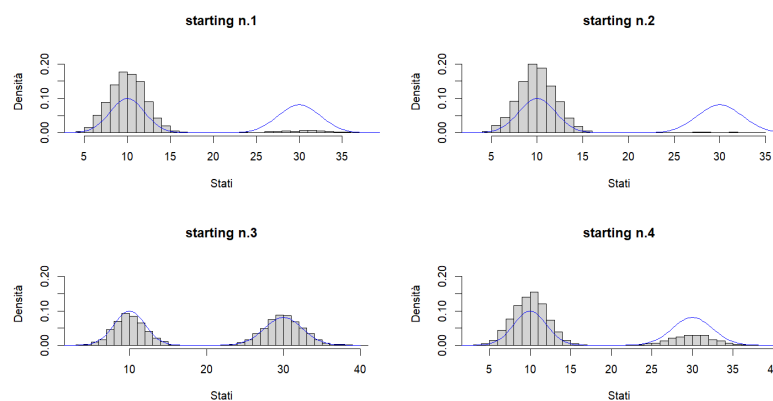 starting n.1
Densità
0.00 0.10 0.20
5 10 15 20 25 30 35
Stati
starting n.2
Densità
0.00 0.10 0.20
5 10 15 20 25 30 35
Stati
starting n.3
Densità
0.00 0.10 0.20
10 20 30 40
Stati
starting n.4
Densità
0.00 0.10 0.20
5 10 15 20 25 30 35
Stati